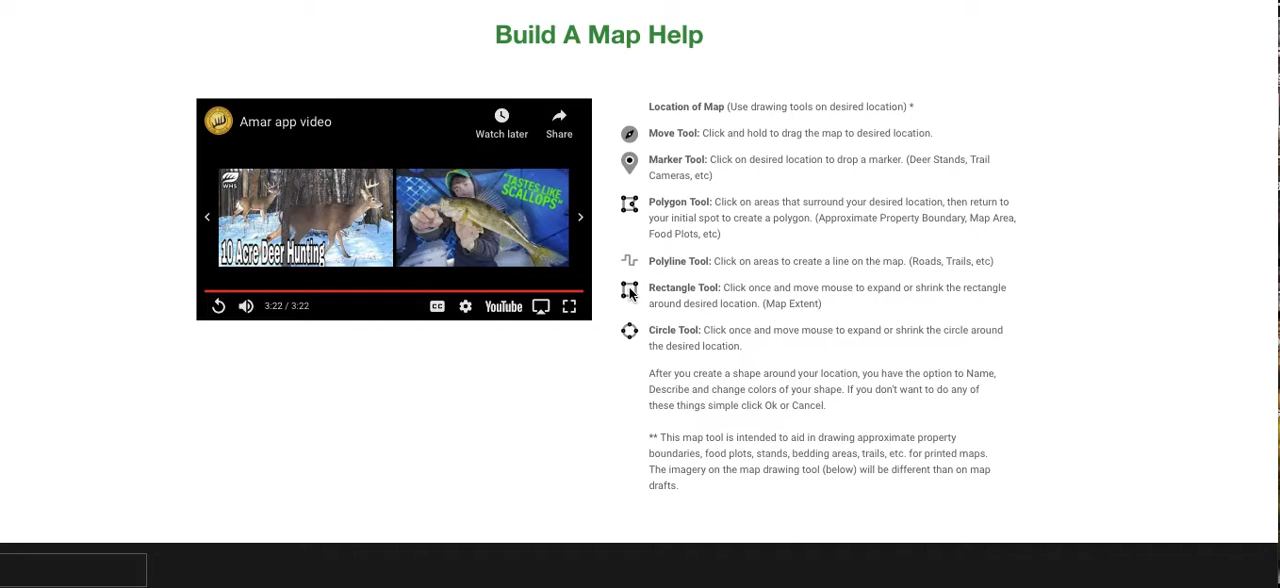 Build A Map Help
Amar app video
Watch later
Share
WHS
10 Acre Deer Hunting
"TASTES LIKE
SCALLOPS"
3:22 / 3:22
CC
YouTube
Location of Map (Use drawing tools on desired location) *
Move Tool: Click and hold to drag the map to desired location.
Marker Tool: Click on desired location to drop a marker. (Deer Stands, Trail
Cameras, etc)
Polygon Tool: Click on areas that surround your desired location, then return to
your initial spot to create a polygon. (Approximate Property Boundary, Map Area,
Food Plots, etc)
Polyline Tool: Click on areas to create a line on the map. (Roads, Trails, etc)
Rectangle Tool: Click once and move mouse to expand or shrink the rectangle
around desired location. (Map Extent)
Circle Tool: Click once and move mouse to expand or shrink the circle around
the desired location.
After you create a shape around your location, you have the option to Name,
Describe and change colors of your shape. If you don't want to do any of
these things simple click Ok or Cancel.
** This map tool is intended to aid in drawing approximate property
boundaries, food plots, stands, bedding areas, trails, etc. for printed maps.
The imagery on the map drawing tool (below) will be different than on map
drafts.